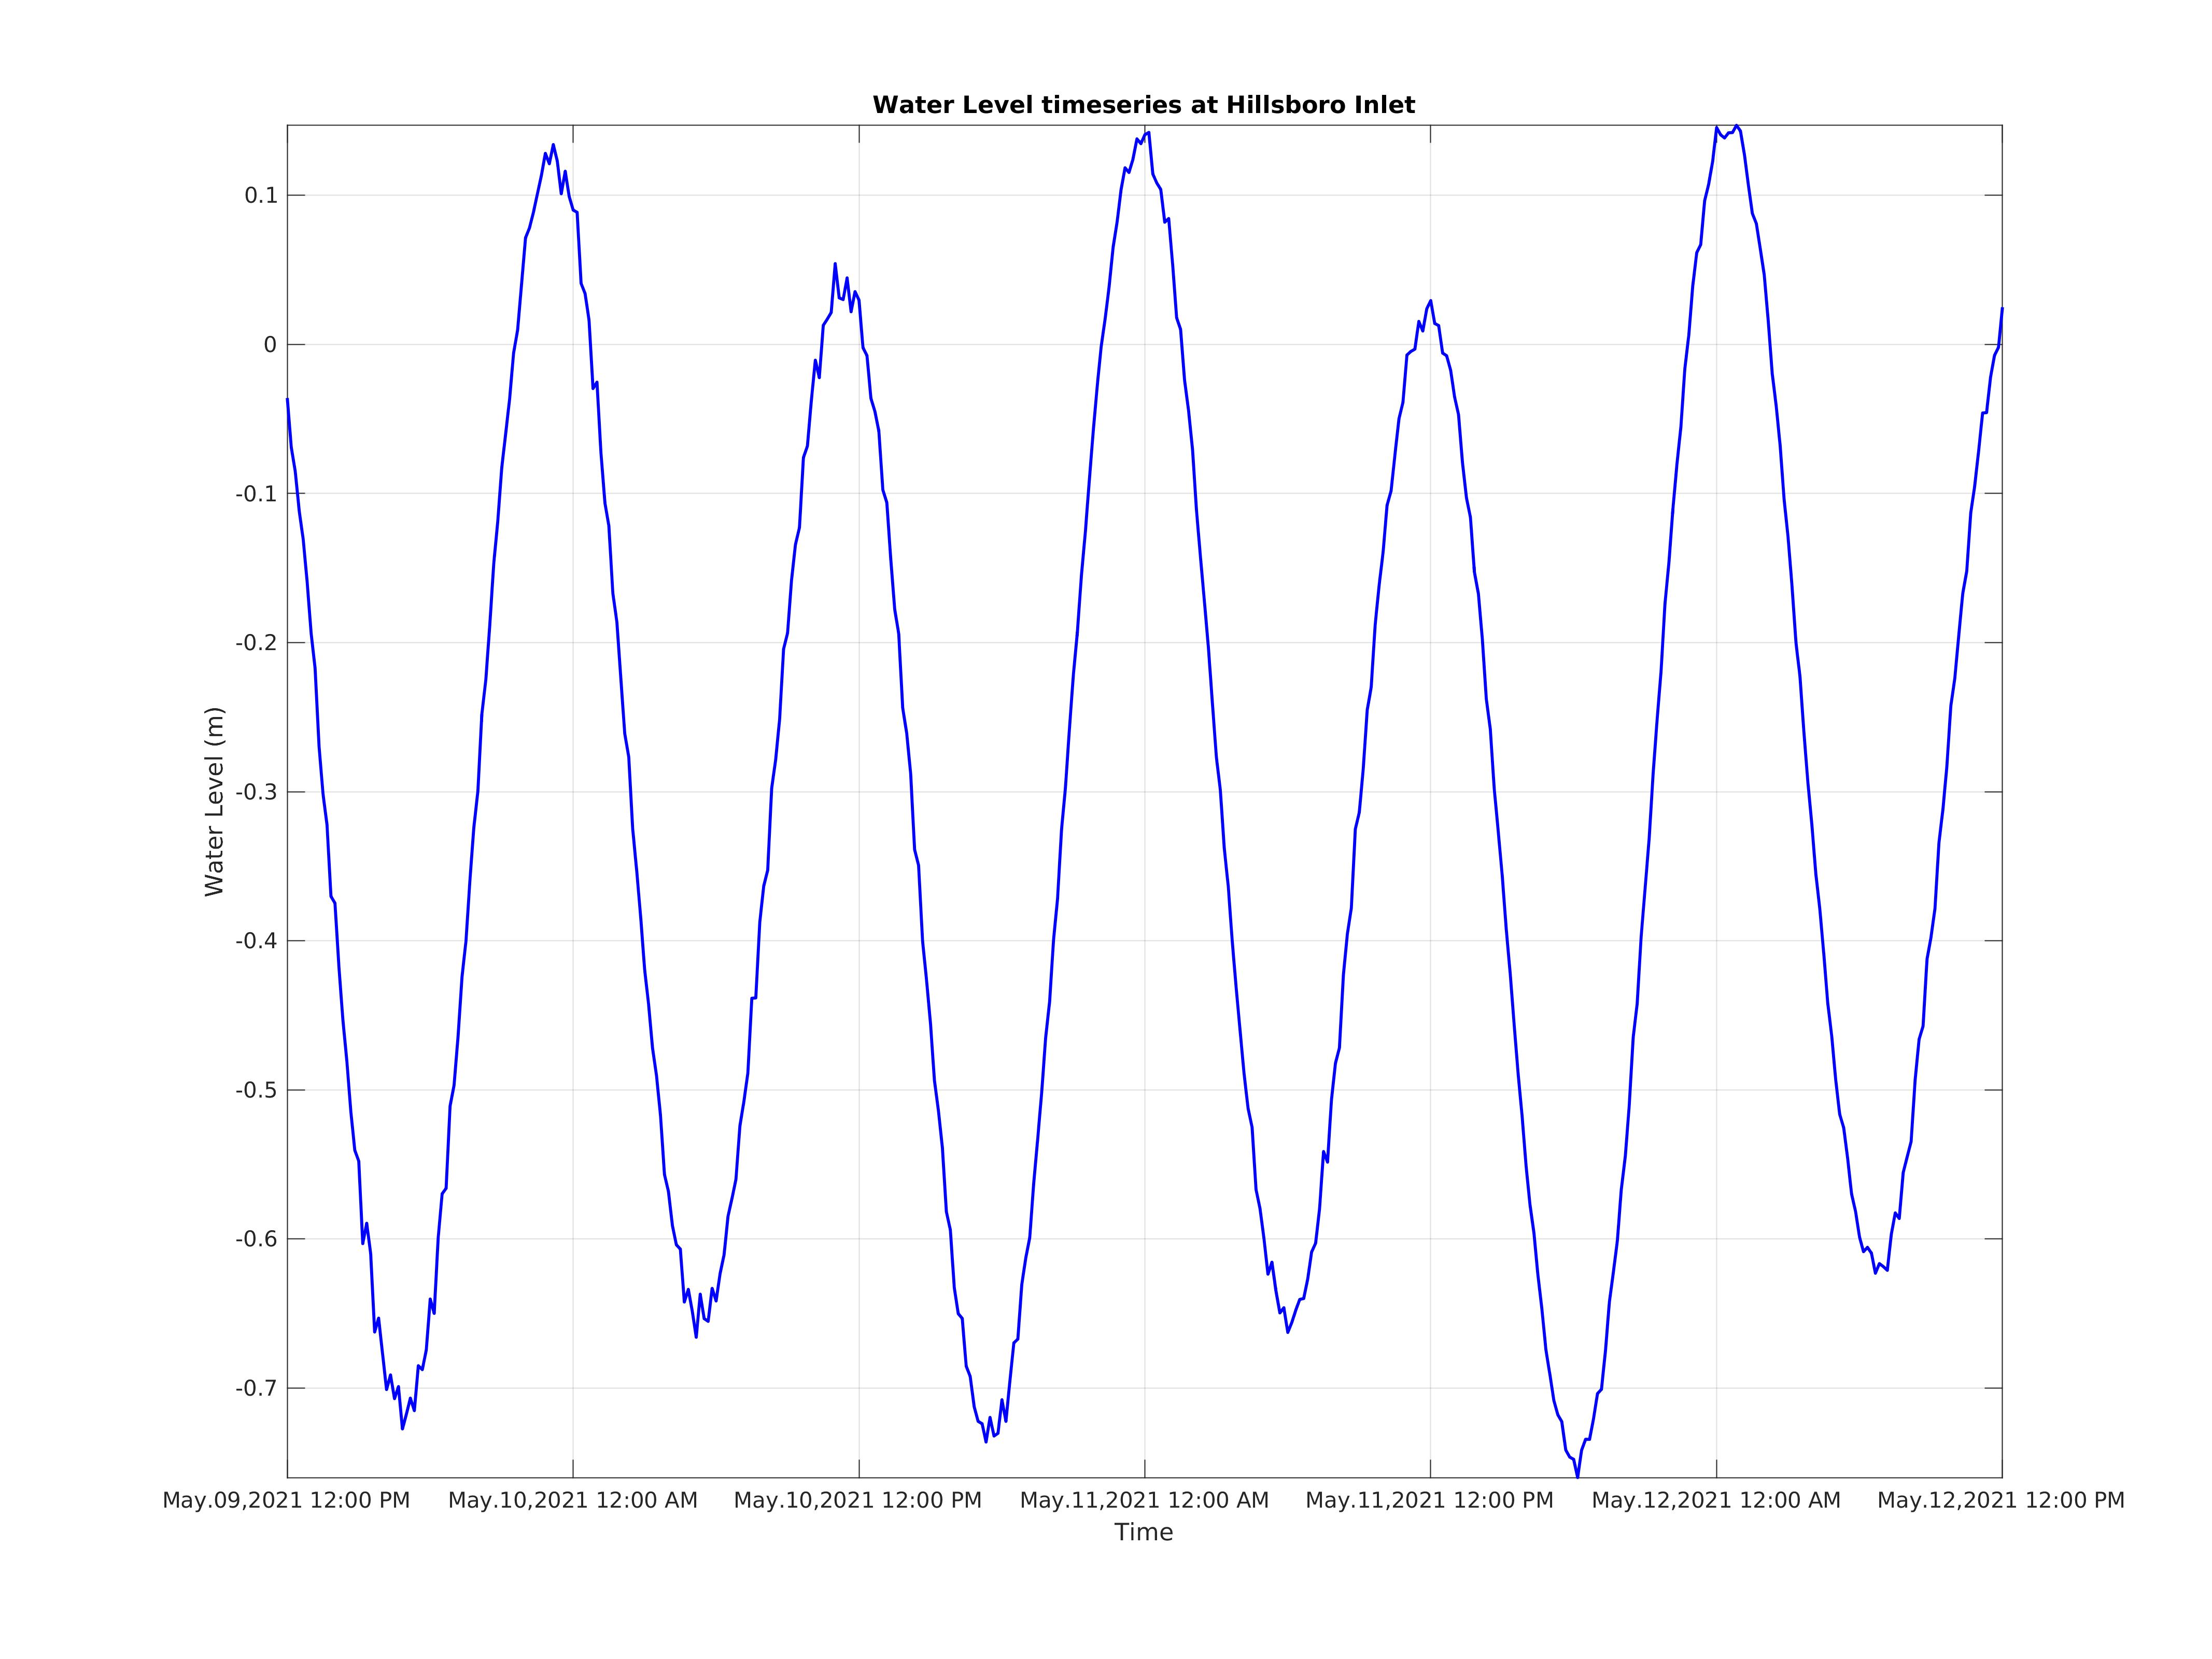 Water Level timeseries at Hillsboro Inlet
0.1
0
-0.1
-0.2
-0.3
-0.4
-0.5
-0.6
-0.7
Water Level (m)
May.09,2021 12:00 PM May.10,2021 12:00 AM May.10,2021 12:00 PM May.11,2021 12:00 AM May.11,2021 12:00 PM May.12,2021 12:00 AM May.12,2021 12:00 PM
Time